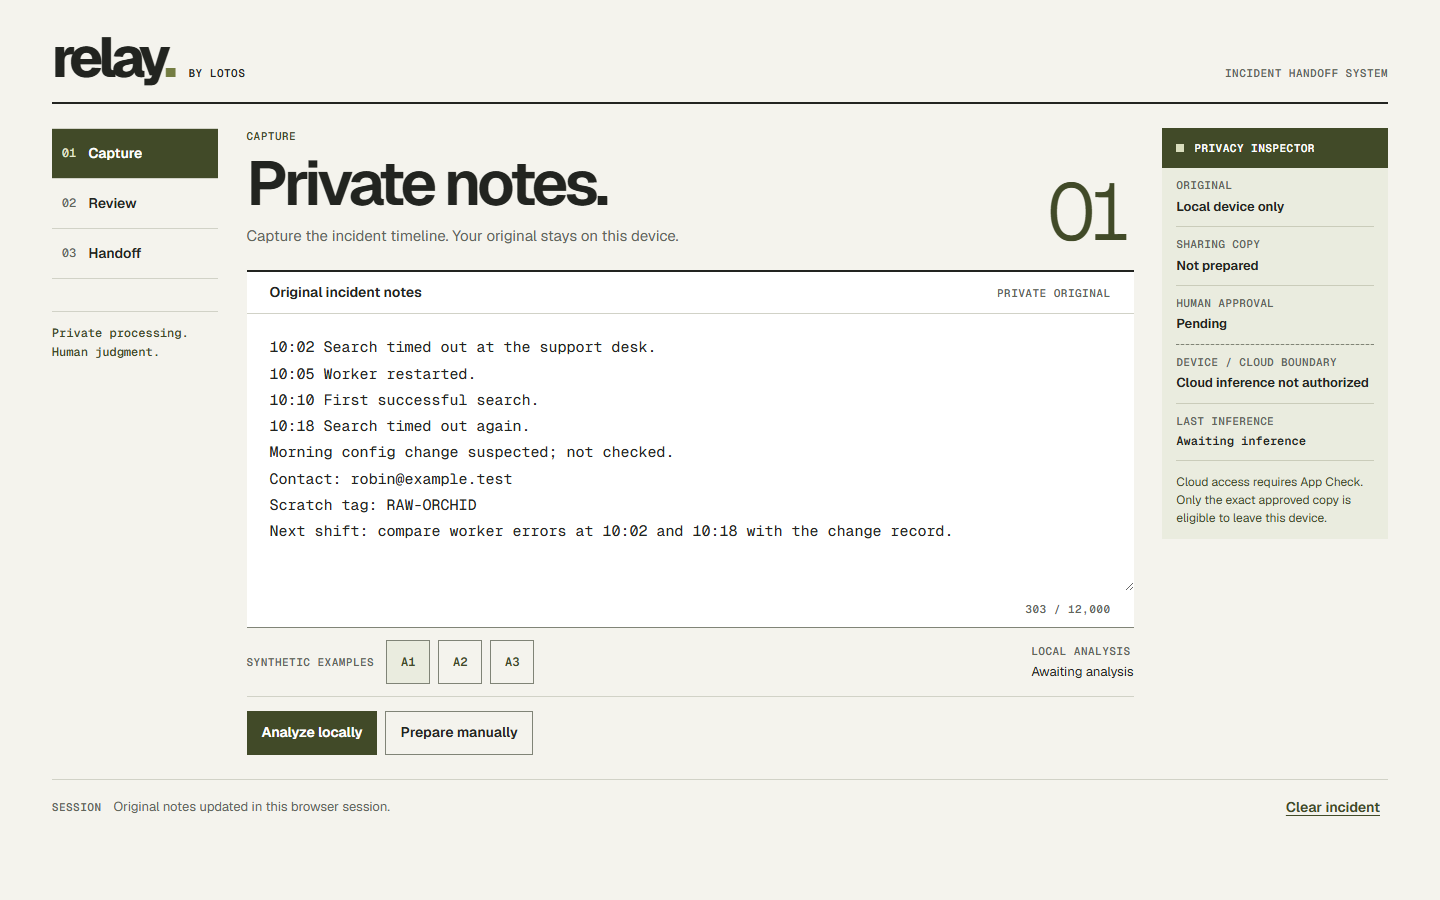 relay. BY LOTOS
INCIDENT HANDOFF SYSTEM
01 Capture
02 Review
03 Handoff
Private processing.
Human judgment.
CAPTURE
Private notes.
Capture the incident timeline. Your original stays on this device.
01
Original incident notes
PRIVATE ORIGINAL
10:02 Search timed out at the support desk.
10:05 Worker restarted.
10:10 First successful search.
10:18 Search timed out again.
Morning config change suspected; not checked.
Contact: robin@example.test
Scratch tag: RAW-ORCHID
Next shift: compare worker errors at 10:02 and 10:18 with the change record.
303 / 12,000
SYNTHETIC EXAMPLES A1 A2 A3
LOCAL ANALYSIS
Awaiting analysis
Analyze locally
Prepare manually
PRIVACY INSPECTOR
ORIGINAL
Local device only
SHARING COPY
Not prepared
HUMAN APPROVAL
Pending
DEVICE / CLOUD BOUNDARY
Cloud inference not authorized
LAST INFERENCE
Awaiting inference
Cloud access requires App Check.
Only the exact approved copy is
eligible to leave this device.
SESSION Original notes updated in this browser session.
Clear incident